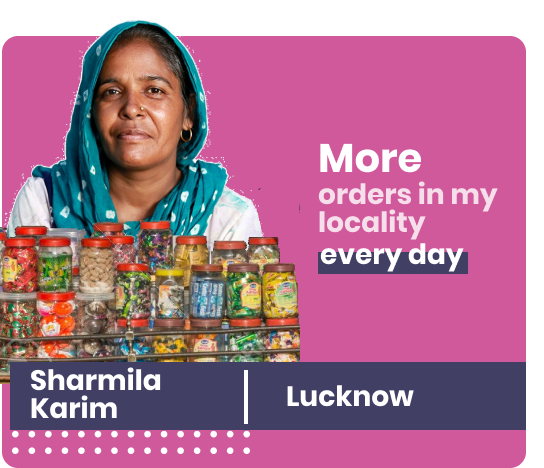 More
orders in my
locality
every day
Sharmila
Karim
Lucknow